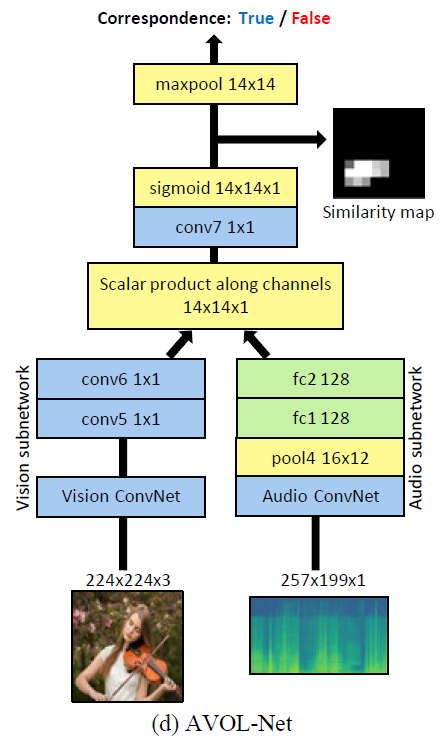 Correspondence: True / False
maxpool 14x14
sigmoid 14x14x1
conv7 1x1
Similarity map
Scalar product along channels
14x14x1
Vision subnetwork
conv6 1x1
conv5 1x1
Vision ConvNet
fc2 128
fc1 128
pool4 16x12
Audio ConvNet
Audio subnetwork
224x224x3
257x199x1
(d) AVOL-Net